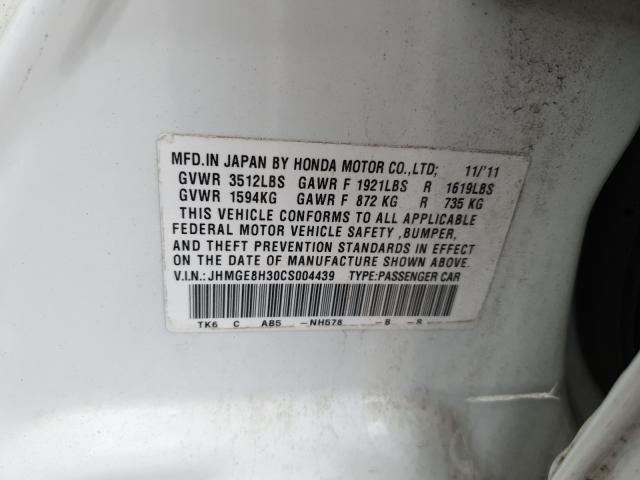 MFD.IN JAPAN BY HONDA MOTOR CO.,LTD; 11/'11
GVWR 3512LBS GAWR F 1921LBS R 1619LBS
GVWR 1594KG GAWR F 872 KG R 735 KG
THIS VEHICLE CONFORMS TO ALL APPLICABLE
FEDERAL MOTOR VEHICLE SAFETY ,BUMPER,
AND THEFT PREVENTION STANDARDS IN EFFECT
ON THE DATE OF MANUFACTURE SHOWN ABOVE.
V.I.N.:JHMGE8H30CS004439 TYPE:PASSENGER CAR
TK6 C AB5 -NH578 -B -S